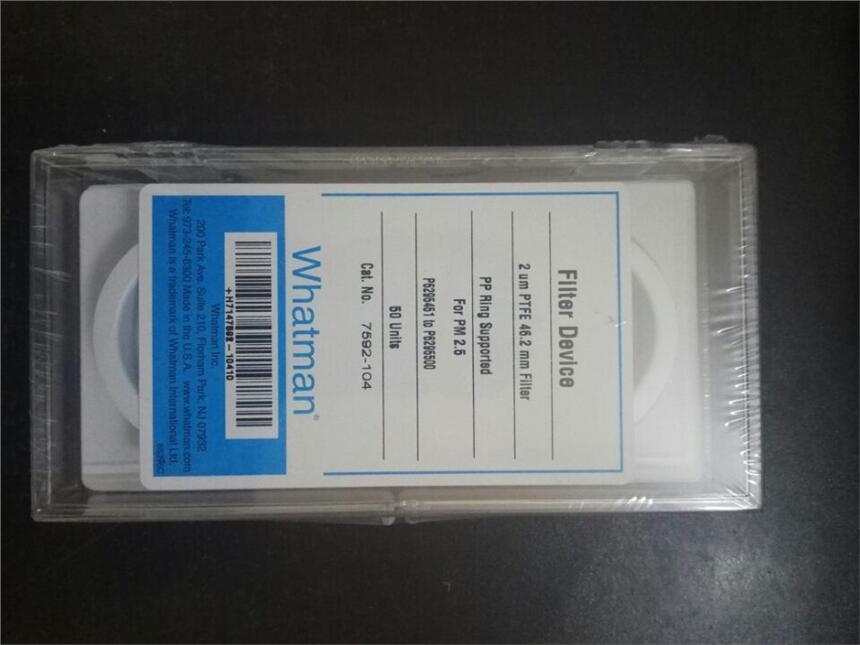 Filter Device
2 um PTFE 46.2 mm Filter
PP Ring Supported
For PM 2.5
P6295451 to P6295500
50 Units
Cat. No. 7592-104
Whatman®
+H7147592-10410
Whatman Inc.
200 Park Ave. Suite 210, Florham Park, NJ 07932
Tel: 973-245-8300 Made in the U.S.A. www.whatman.com
Whatman is a trademark of Whatman International Ltd.